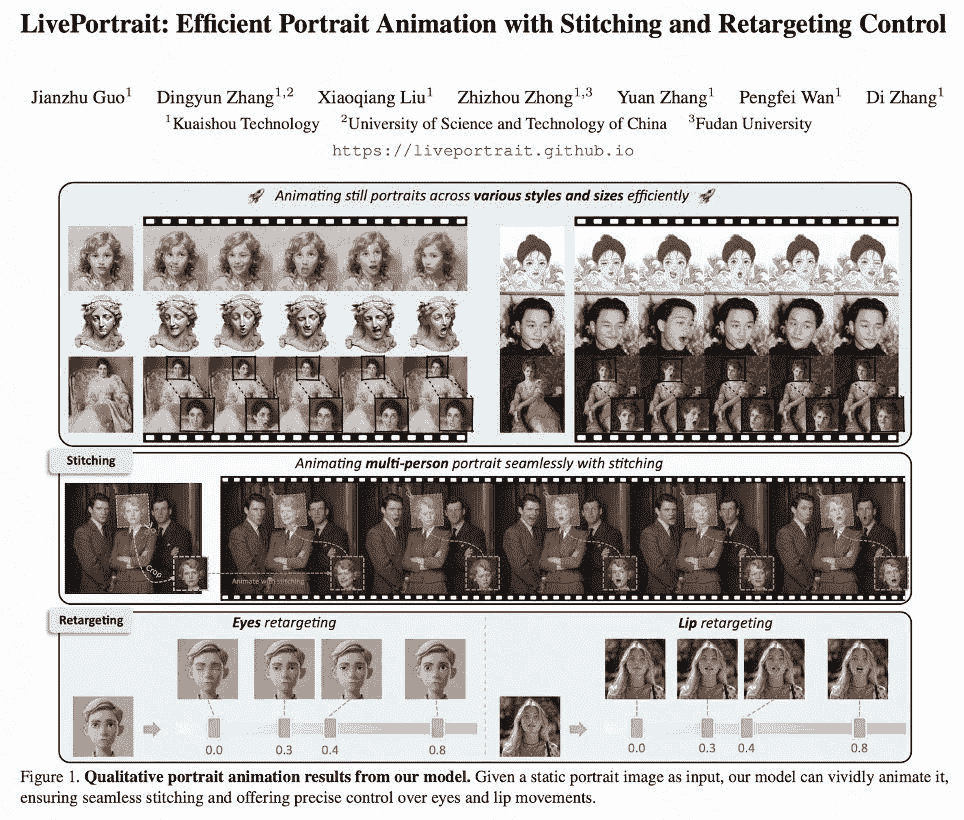 LivePortrait: Efficient Portrait Animation with Stitching and Retargeting Control
Jianzhu Guo¹ Dingyun Zhang¹,² Xiaoqiang Liu¹ Zhizhou Zhong¹,³ Yuan Zhang¹ Pengfei Wan¹ Di Zhang¹
¹Kuaishou Technology ²University of Science and Technology of China ³Fudan University
https://liveportrait.github.io
🚀 Animating still portraits across various styles and sizes efficiently 🚀
Stitching
Animating multi-person portrait seamlessly with stitching
Crop
Animate with stitching
Retargeting
Eyes retargeting
Lip retargeting
0.0 0.3 0.4 0.8
0.0 0.3 0.4 0.8
Figure 1. Qualitative portrait animation results from our model. Given a static portrait image as input, our model can vividly animate it,
ensuring seamless stitching and offering precise control over eyes and lip movements.